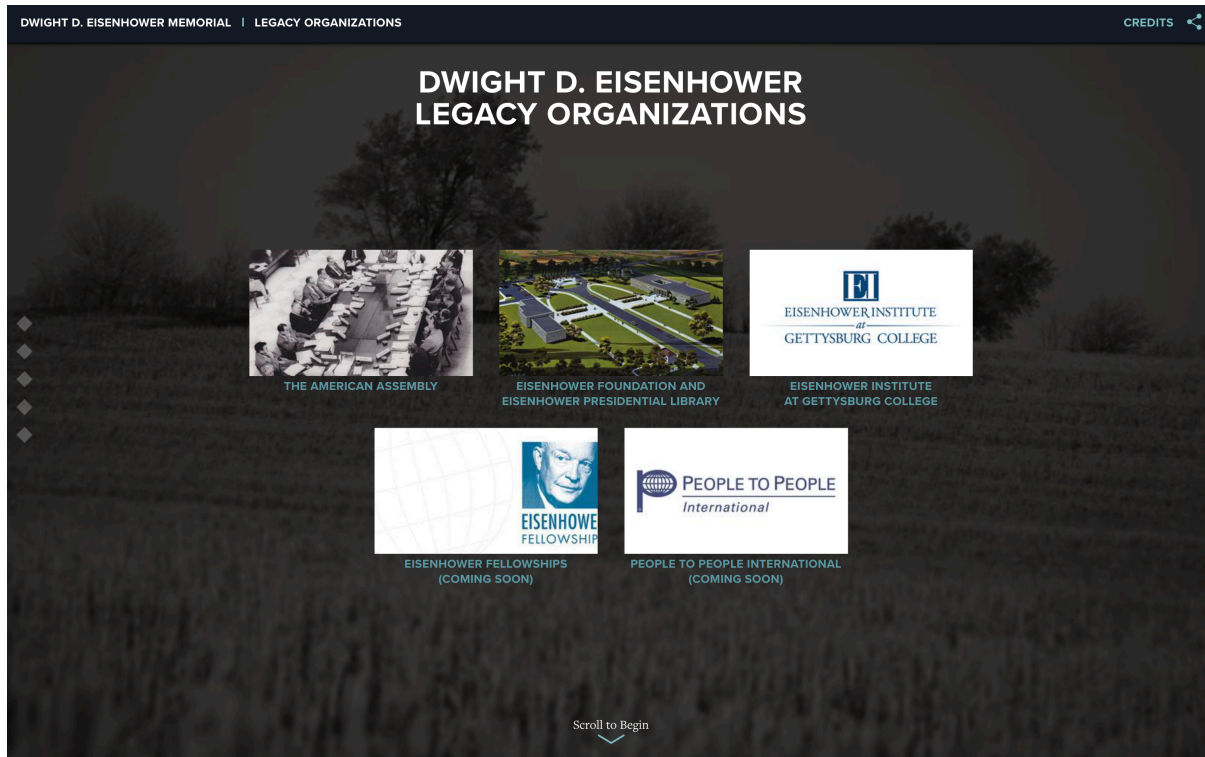 DWIGHT D. EISENHOWER MEMORIAL | LEGACY ORGANIZATIONS
CREDITS
DWIGHT D. EISENHOWER
LEGACY ORGANIZATIONS
EI
EISENHOWER INSTITUTE
at
GETTYSBURG COLLEGE
THE AMERICAN ASSEMBLY
EISENHOWER FOUNDATION AND
EISENHOWER PRESIDENTIAL LIBRARY
EISENHOWER INSTITUTE
AT GETTYSBURG COLLEGE
EISENHOWE
FELLOWSHIP
PEOPLE TO PEOPLE
International
EISENHOWER FELLOWSHIPS
(COMING SOON)
PEOPLE TO PEOPLE INTERNATIONAL
(COMING SOON)
Scroll to Begin